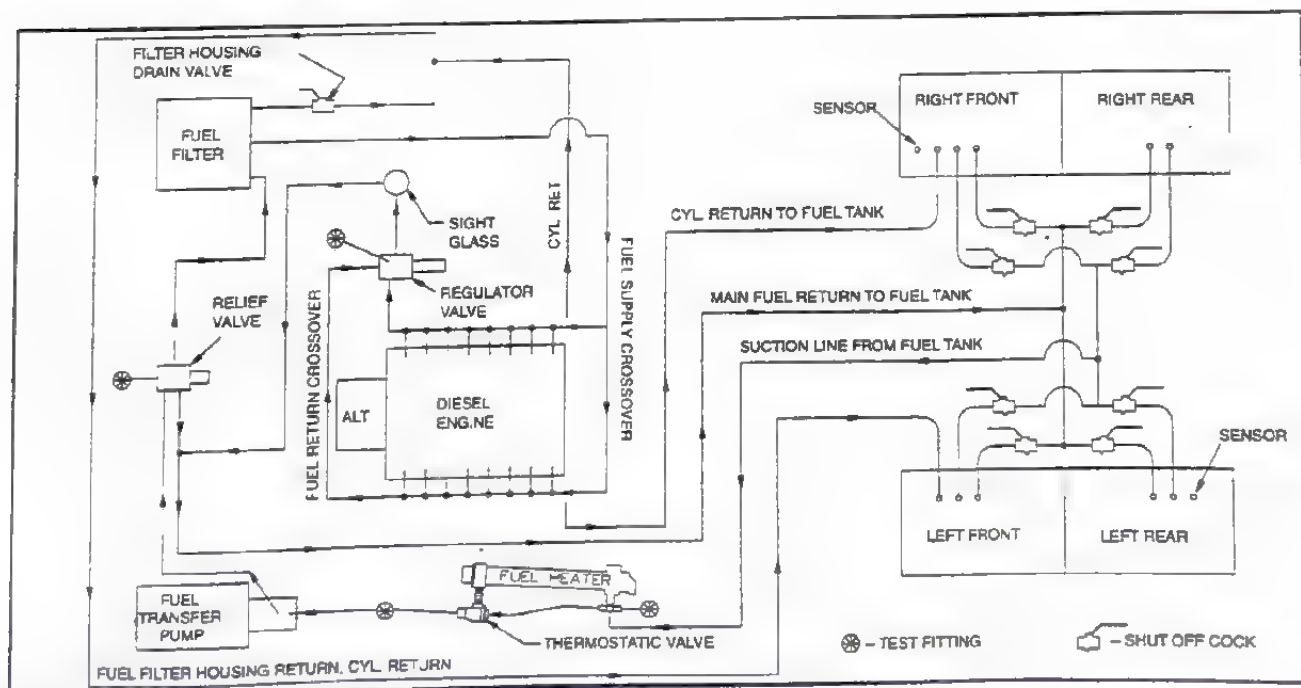 FILTER HOUSING
DRAIN VALVE
FUEL
FILTER
SIGHT
GLASS
CYL RET
REGULATOR
VALVE
RELIEF
VALVE
FUEL RETURN CROSSOVER
FUEL SUPPLY CROSSOVER
ALT
DIESEL
ENGINE
FUEL HEATER
FUEL
TRANSFER
PUMP
THERMOSTATIC VALVE
FUEL FILTER HOUSING RETURN, CYL RETURN
SENSOR
RIGHT FRONT
RIGHT REAR
CYL RETURN TO FUEL TANK
MAIN FUEL RETURN TO FUEL TANK
SUCTION LINE FROM FUEL TANK
SENSOR
LEFT FRONT
LEFT REAR
- TEST FITTING
- SHUT OFF COCK